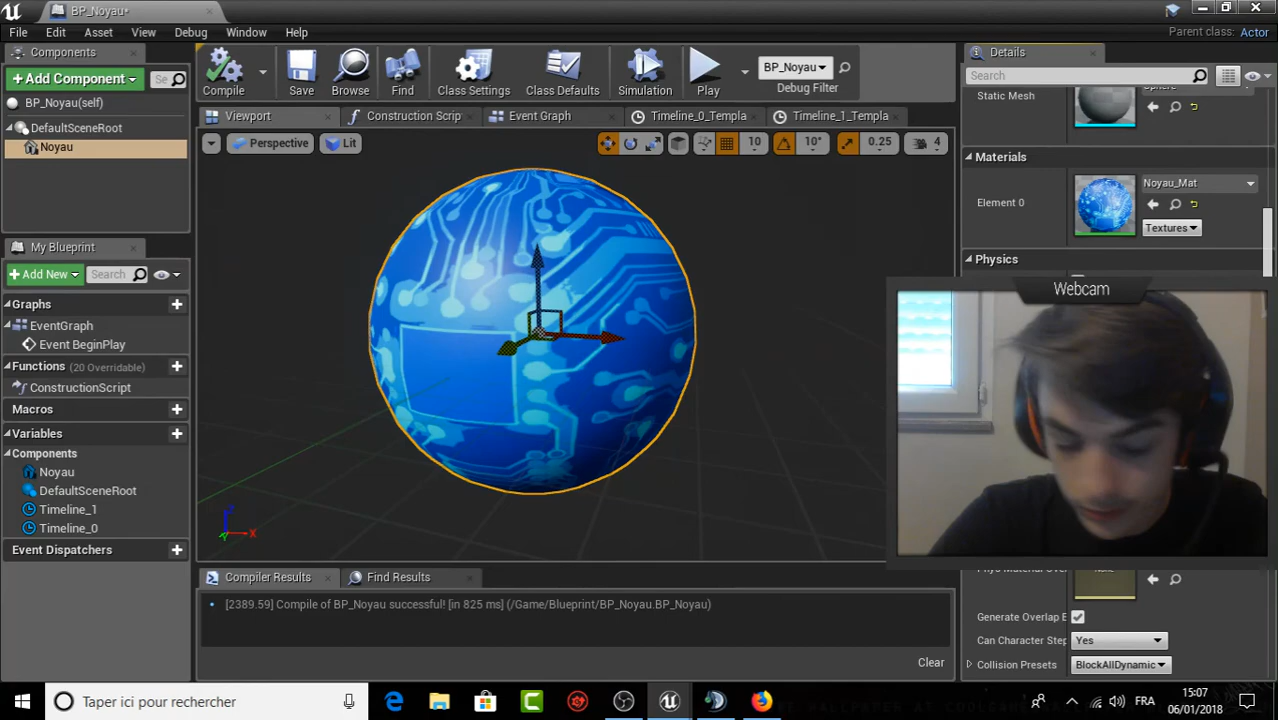 BP_Noyau*
File Edit Asset View Debug Window Help
Parent class: Actor
Components
Add Component
Se
BP_Noyau(self)
DefaultSceneRoot
Noyau
Compile
Save
Browse
Find
Class Settings
Class Defaults
Simulation
Play
BP_Noyau
Debug Filter
Viewport
Construction Scrip
Event Graph
Timeline_0_Templa
Timeline_1_Templa
Perspective
Lit
10
10°
0.25
4
Z
X
My Blueprint
Add New
Search
Graphs
EventGraph
Event BeginPlay
Functions (20 Overridable)
ConstructionScript
Macros
Variables
Components
Noyau
DefaultSceneRoot
Timeline_1
Timeline_0
Event Dispatchers
Compiler Results
Find Results
[2389.59] Compile of BP_Noyau successful! [in 825 ms] (/Game/Blueprint/BP_Noyau.BP_Noyau)
Clear
Details
Search
Static Mesh
Materials
Element 0
Noyau_Mat
Textures
Physics
Webcam
Generate Overlap E
Can Character Step
Yes
Collision Presets
BlockAllDynamic
Taper ici pour rechercher
FRA
15:07
06/01/2018